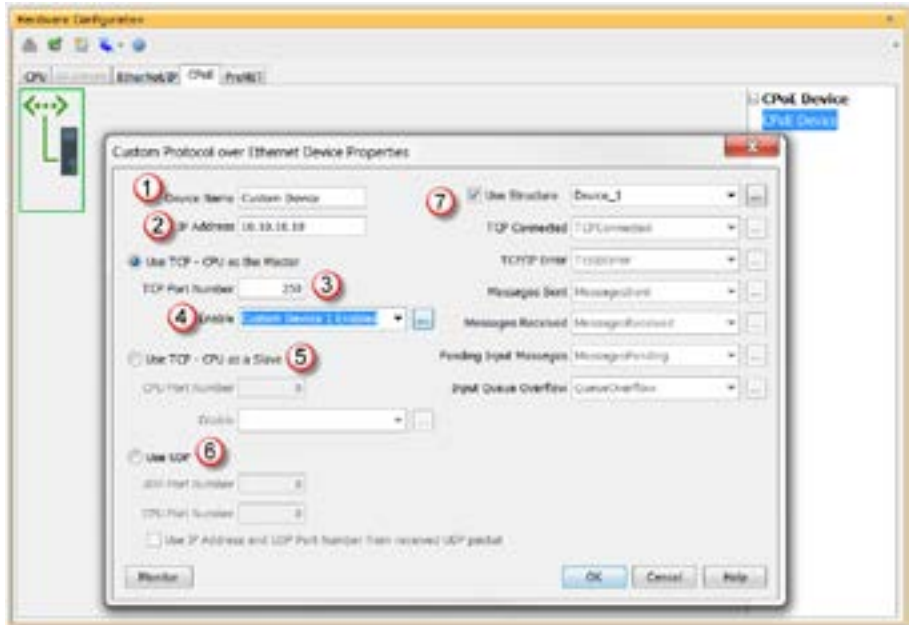 Hardware Configuration
CPU EtherNet/IP CPoE ProNET
CPoE Device
CPoE Device
Custom Protocol over Ethernet Device Properties
1 Device Name Custom Device
2 IP Address 10.10.10.10
Use TCP - CPU as the Master
TCP Port Number 250 3
4 Enable Custom Device 1 Enabled ...
Use TCP - CPU as a Slave 5
CPU Port Number 0
Enable ...
Use UDP 6
Port Number 0
CPU Port Number 0
Use IP Address and UDP Port Number from received UDP packet
7 Use Structure Device_1 ...
TCP Connected TCPConnected ...
TCP/IP Error ...
Messages Sent MessagesSent ...
Messages Received MessagesReceived ...
Pending Input Messages MessagesPending ...
Input Queue Overflow QueueOverflow ...
Monitor OK Cancel Help